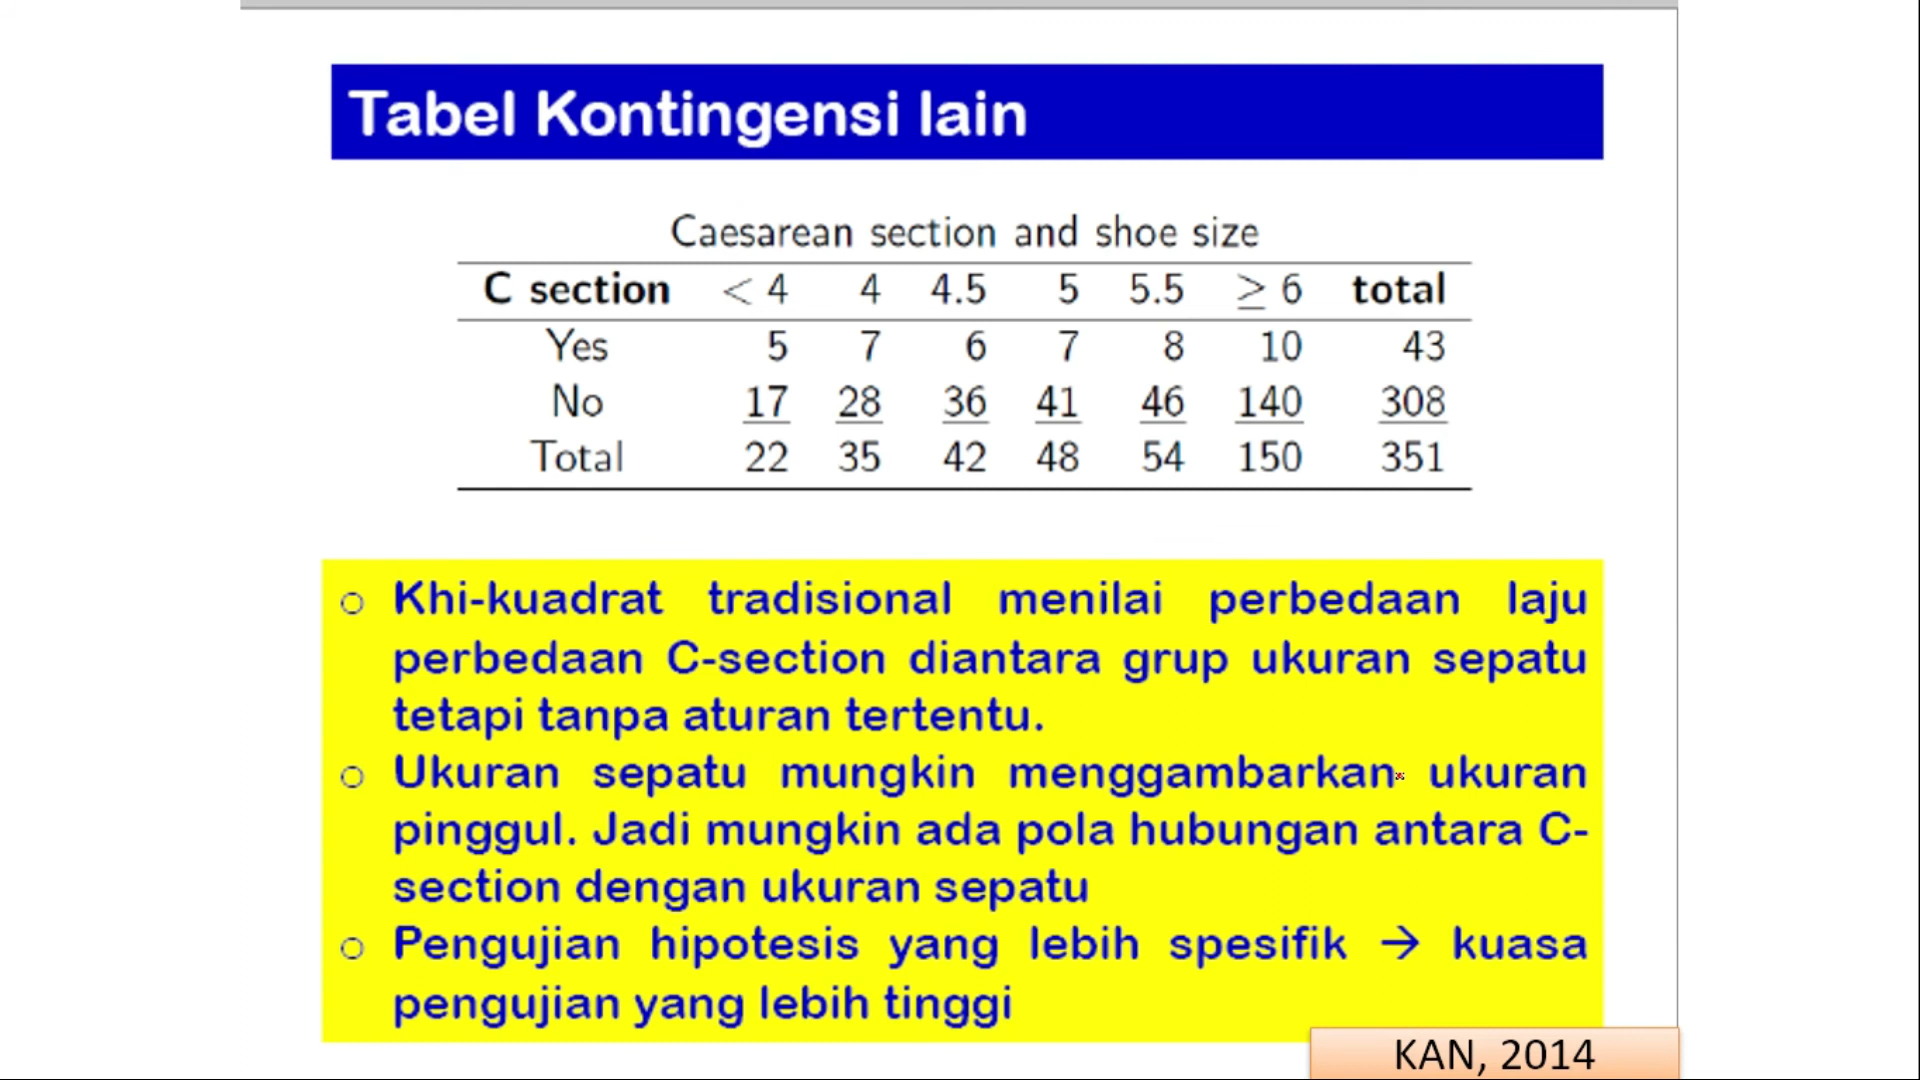 Tabel Kontingensi lain
Caesarean section and shoe size
C section < 4 4 4.5 5 5.5 ≥ 6 total
Yes 5 7 6 7 8 10 43
No 17 28 36 41 46 140 308
Total 22 35 42 48 54 150 351
○ Khi-kuadrat tradisional menilai perbedaan laju
perbedaan C-section diantara grup ukuran sepatu
tetapi tanpa aturan tertentu.
○ Ukuran sepatu mungkin menggambarkan ukuran
pinggul. Jadi mungkin ada pola hubungan antara C-
section dengan ukuran sepatu
○ Pengujian hipotesis yang lebih spesifik → kuasa
pengujian yang lebih tinggi
KAN, 2014